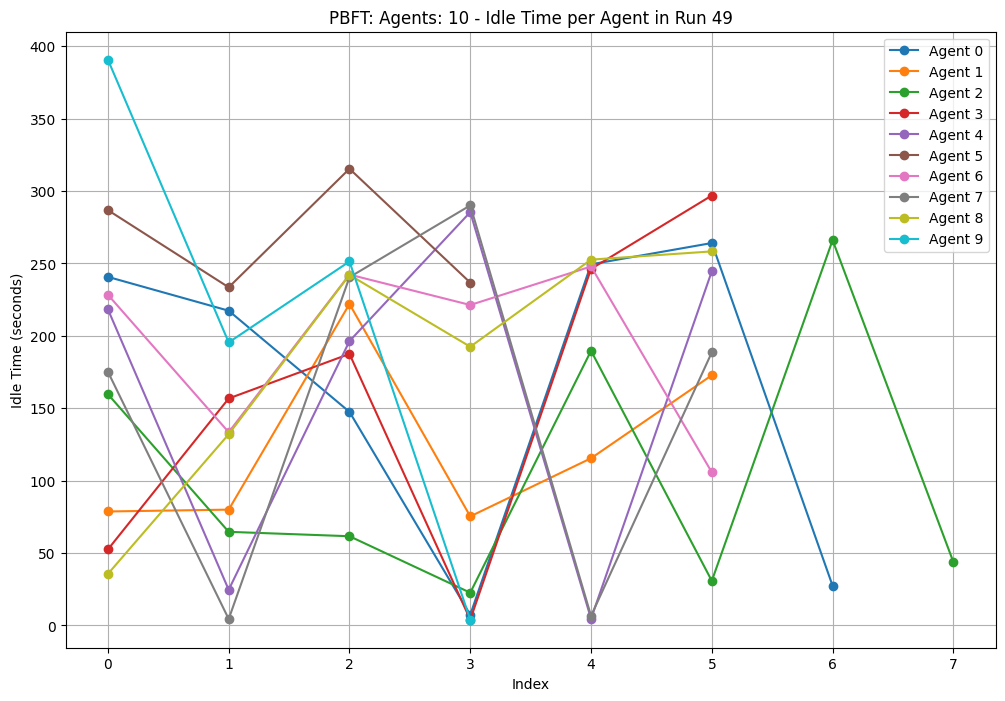 PBFT: Agents: 10 - Idle Time per Agent in Run 49
400
350
300
250
200
150
100
50
0
Idle Time (seconds)
0 1 2 3 4 5 6 7
Index
Agent 0
Agent 1
Agent 2
Agent 3
Agent 4
Agent 5
Agent 6
Agent 7
Agent 8
Agent 9